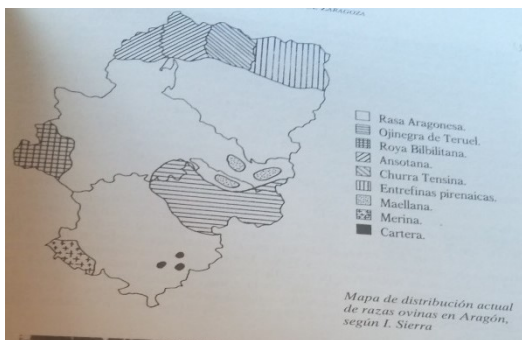 ZARAGOZA
Rasa Aragonesa.
Ojinegra de Teruel.
Roya Bilbilitana.
Ansotana.
Churra Tensina.
Entrefinas pirenaicas.
Maellana.
Merina.
Cartera.
Mapa de distribución actual
de razas ovinas en Aragón,
según I. Sierra